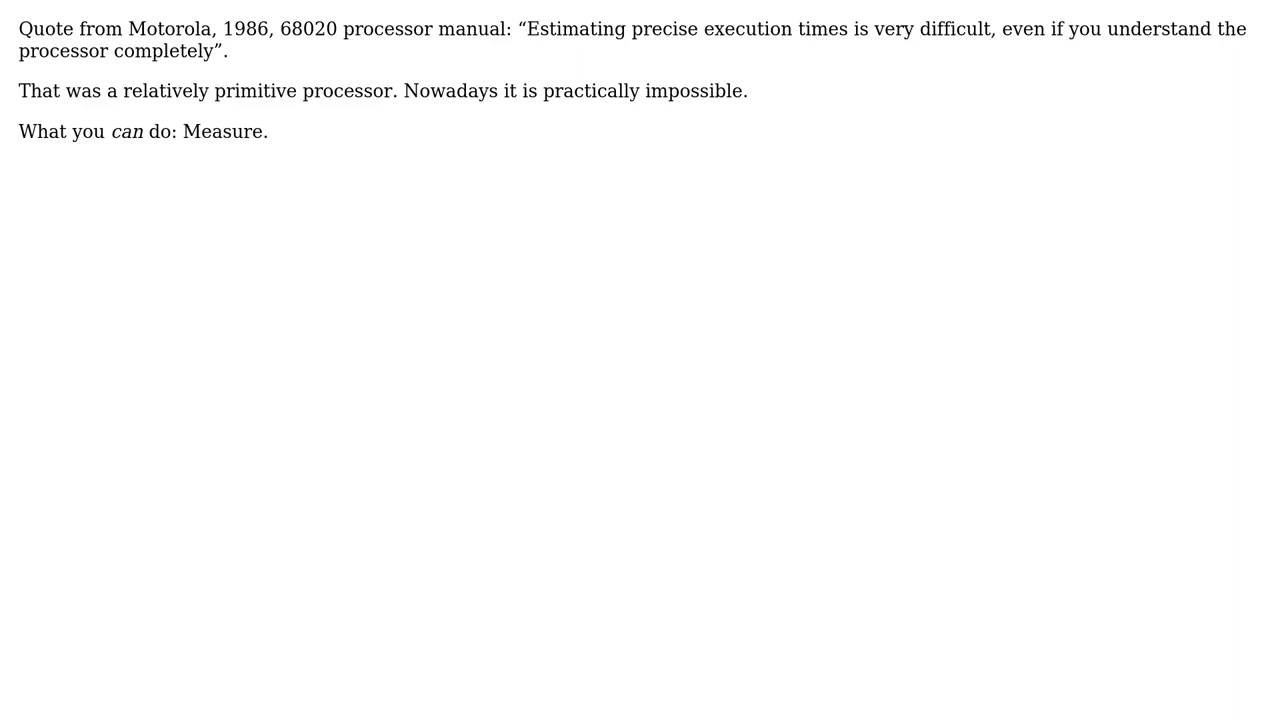 Quote from Motorola, 1986, 68020 processor manual: “Estimating precise execution times is very difficult, even if you understand the
processor completely”.
That was a relatively primitive processor. Nowadays it is practically impossible.
What you can do: Measure.